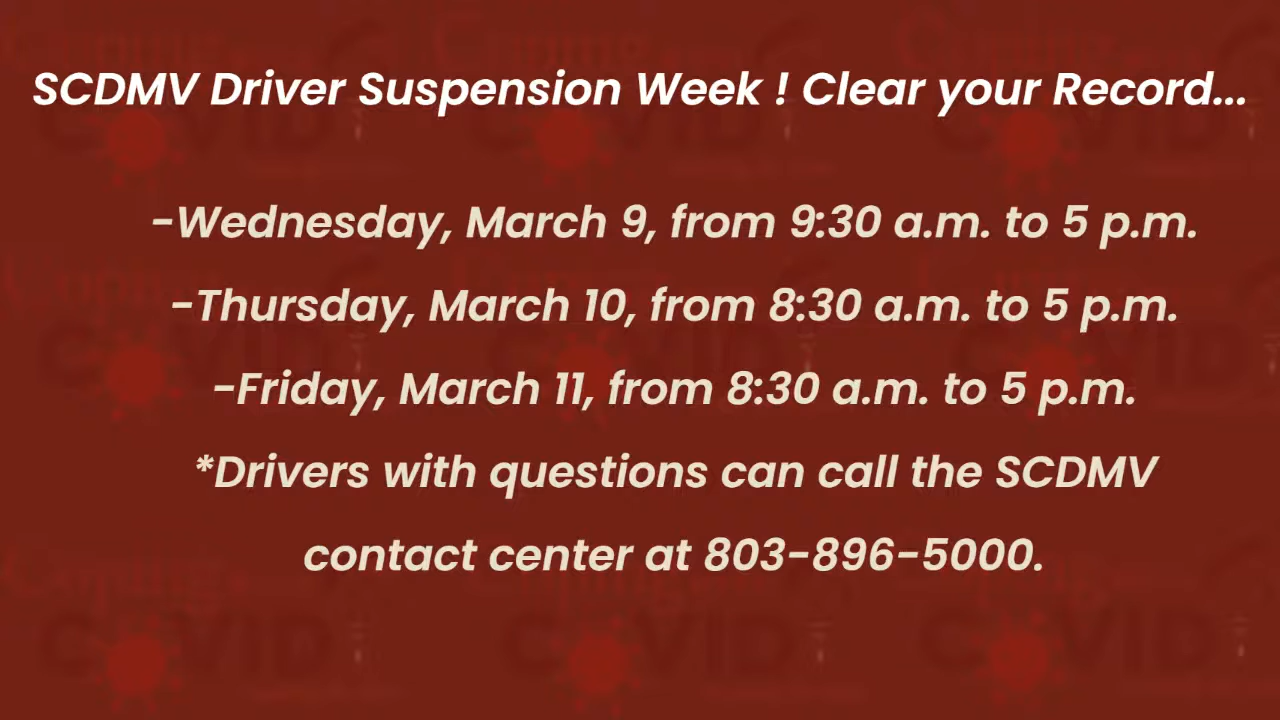 SCDMV Driver Suspension Week ! Clear your Record...
-Wednesday, March 9, from 9:30 a.m. to 5 p.m.
-Thursday, March 10, from 8:30 a.m. to 5 p.m.
-Friday, March 11, from 8:30 a.m. to 5 p.m.
*Drivers with questions can call the SCDMV
contact center at 803-896-5000.